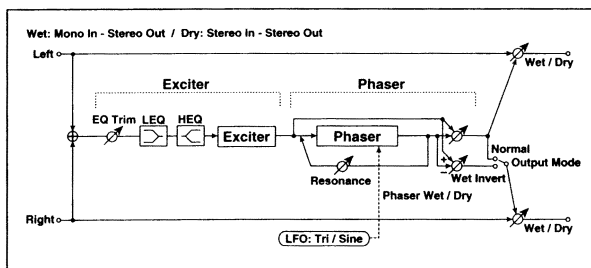 Wet: Mono In - Stereo Out / Dry: Stereo In - Stereo Out
Left
Wet / Dry
Exciter
Phaser
EQ Trim
LEQ
HEQ
Exciter
Phaser
Normal
Output Mode
+
−
Wet Invert
Resonance
Phaser Wet / Dry
Right
Wet / Dry
LFO: Tri / Sine